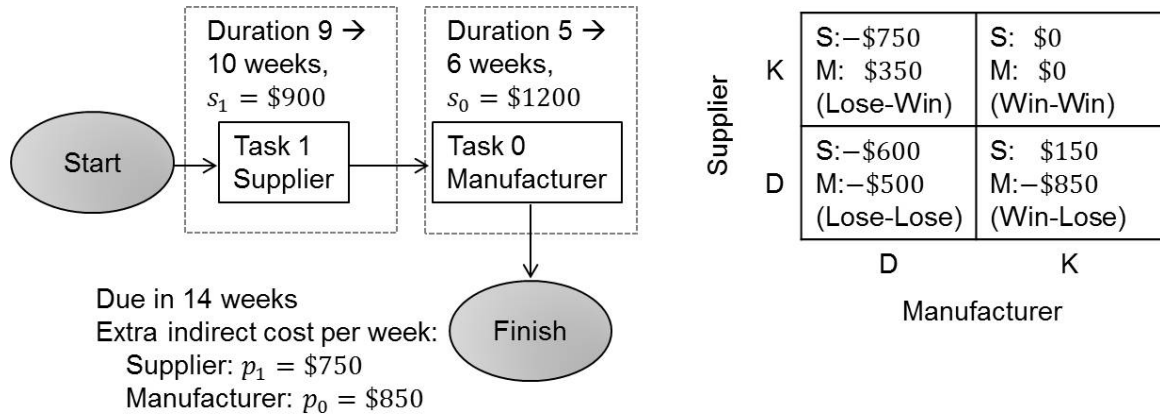 Duration 9 →
10 weeks,
s₁ = $900
Duration 5 →
6 weeks,
s₀ = $1200
Start
Task 1
Supplier
Task 0
Manufacturer
Finish
Due in 14 weeks
Extra indirect cost per week:
Supplier: p₁ = $750
Manufacturer: p₀ = $850
Supplier
K
S:−$750
M: $350
(Lose-Win)
S: $0
M: $0
(Win-Win)
D
S:−$600
M:−$500
(Lose-Lose)
S: $150
M:−$850
(Win-Lose)
D K
Manufacturer